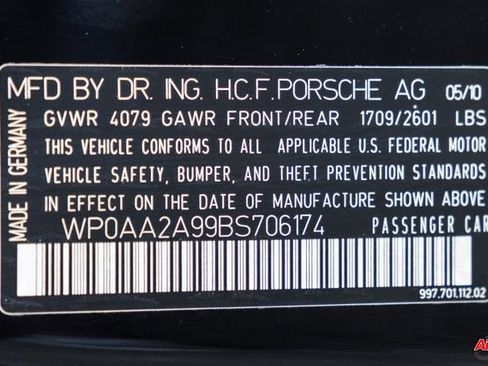 MFD BY DR. ING. H.C.F. PORSCHE AG 05/10
GVWR 4079 GAWR FRONT/REAR 1709/2601 LBS
THIS VEHICLE CONFORMS TO ALL APPLICABLE U.S. FEDERAL MOTOR
VEHICLE SAFETY, BUMPER, AND THEFT PREVENTION STANDARDS
IN EFFECT ON THE DATE OF MANUFACTURE SHOWN ABOVE
WP0AA2A99BS706174 PASSENGER CAR
997.701.112.02
MADE IN GERMANY